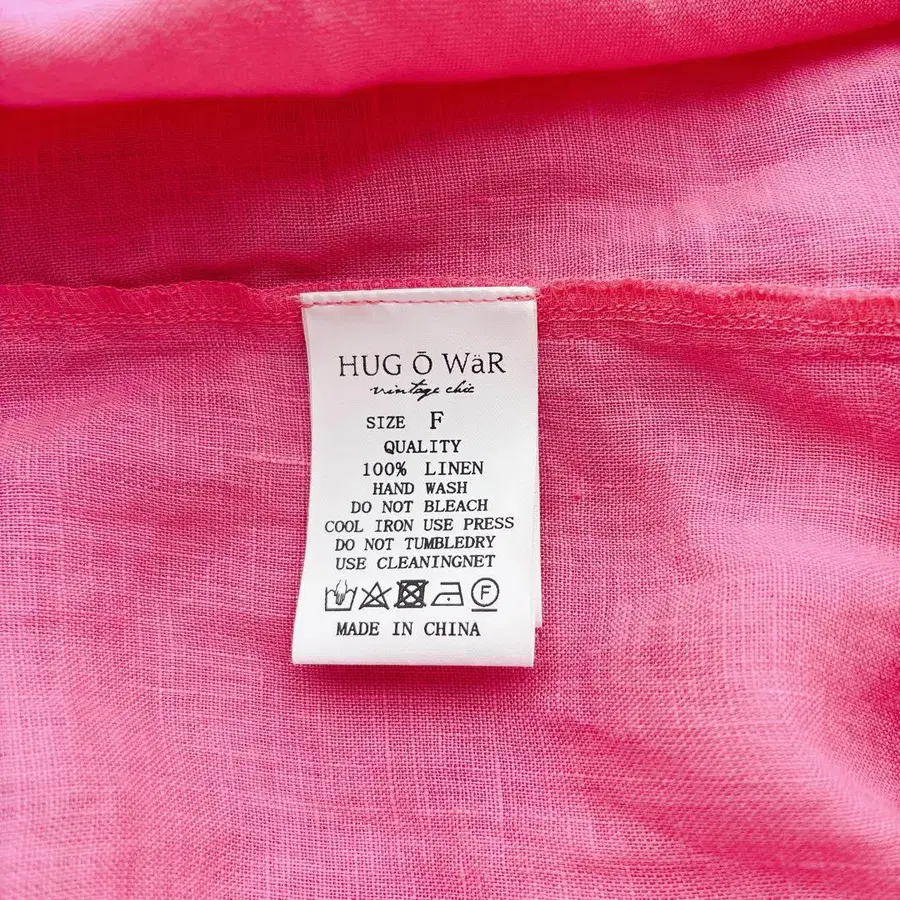 HUG Ō WäR
vintage chic
SIZE F
QUALITY
100% LINEN
HAND WASH
DO NOT BLEACH
COOL IRON USE PRESS
DO NOT TUMBLEDRY
USE CLEANINGNET
F
MADE IN CHINA